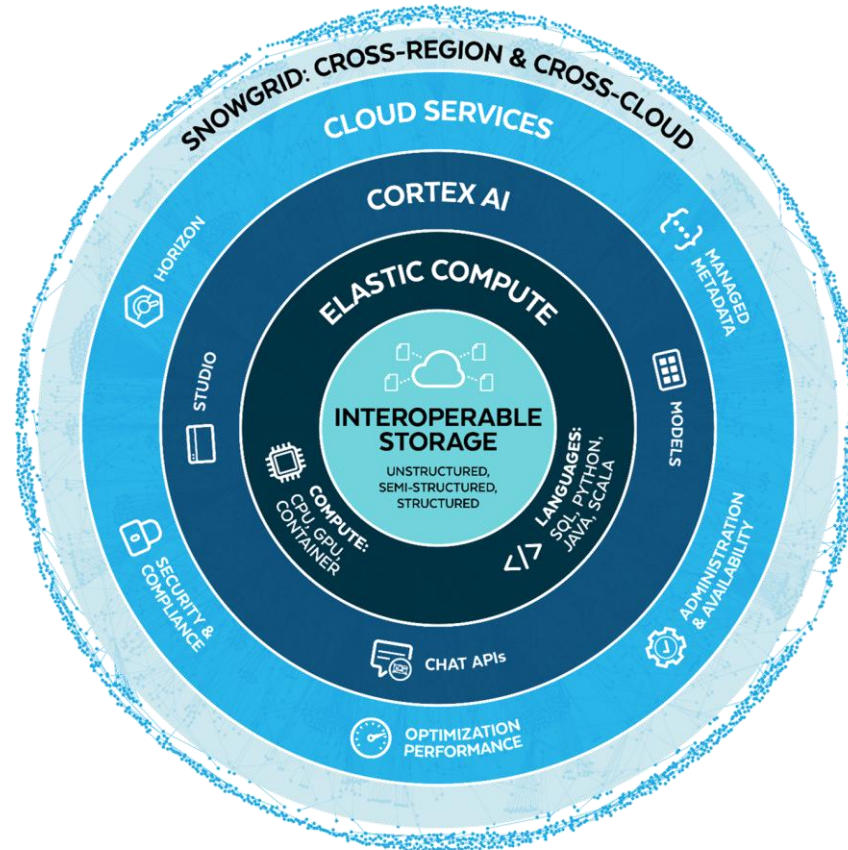 SNOWGRID: CROSS-REGION & CROSS-CLOUD
CLOUD SERVICES
CORTEX AI
ELASTIC COMPUTE
INTEROPERABLE
STORAGE
UNSTRUCTURED,
SEMI-STRUCTURED,
STRUCTURED
COMPUTE:
CPU, GPU,
CONTAINER
LANGUAGES:
SQL, PYTHON,
JAVA, SCALA
</>
STUDIO
MODELS
CHAT APIs
HORIZON
{···}
MANAGED
METADATA
SECURITY &
COMPLIANCE
ADMINISTRATION
& AVAILABILITY
OPTIMIZATION
PERFORMANCE